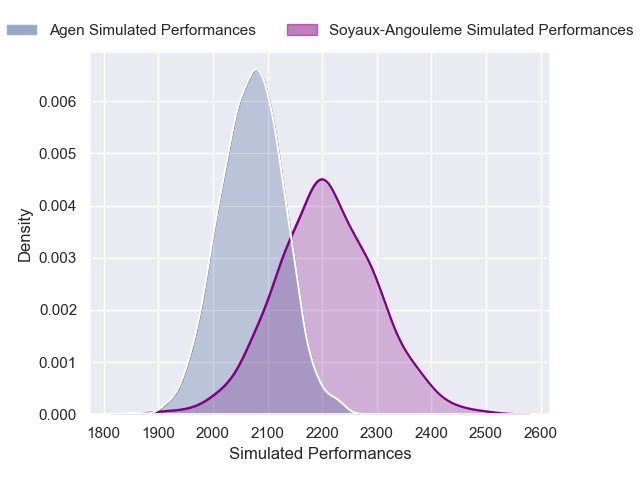 Agen Simulated Performances
Soyaux-Angouleme Simulated Performances
Density
0.006
0.005
0.004
0.003
0.002
0.001
0.000
1800 1900 2000 2100 2200 2300 2400 2500 2600
Simulated Performances